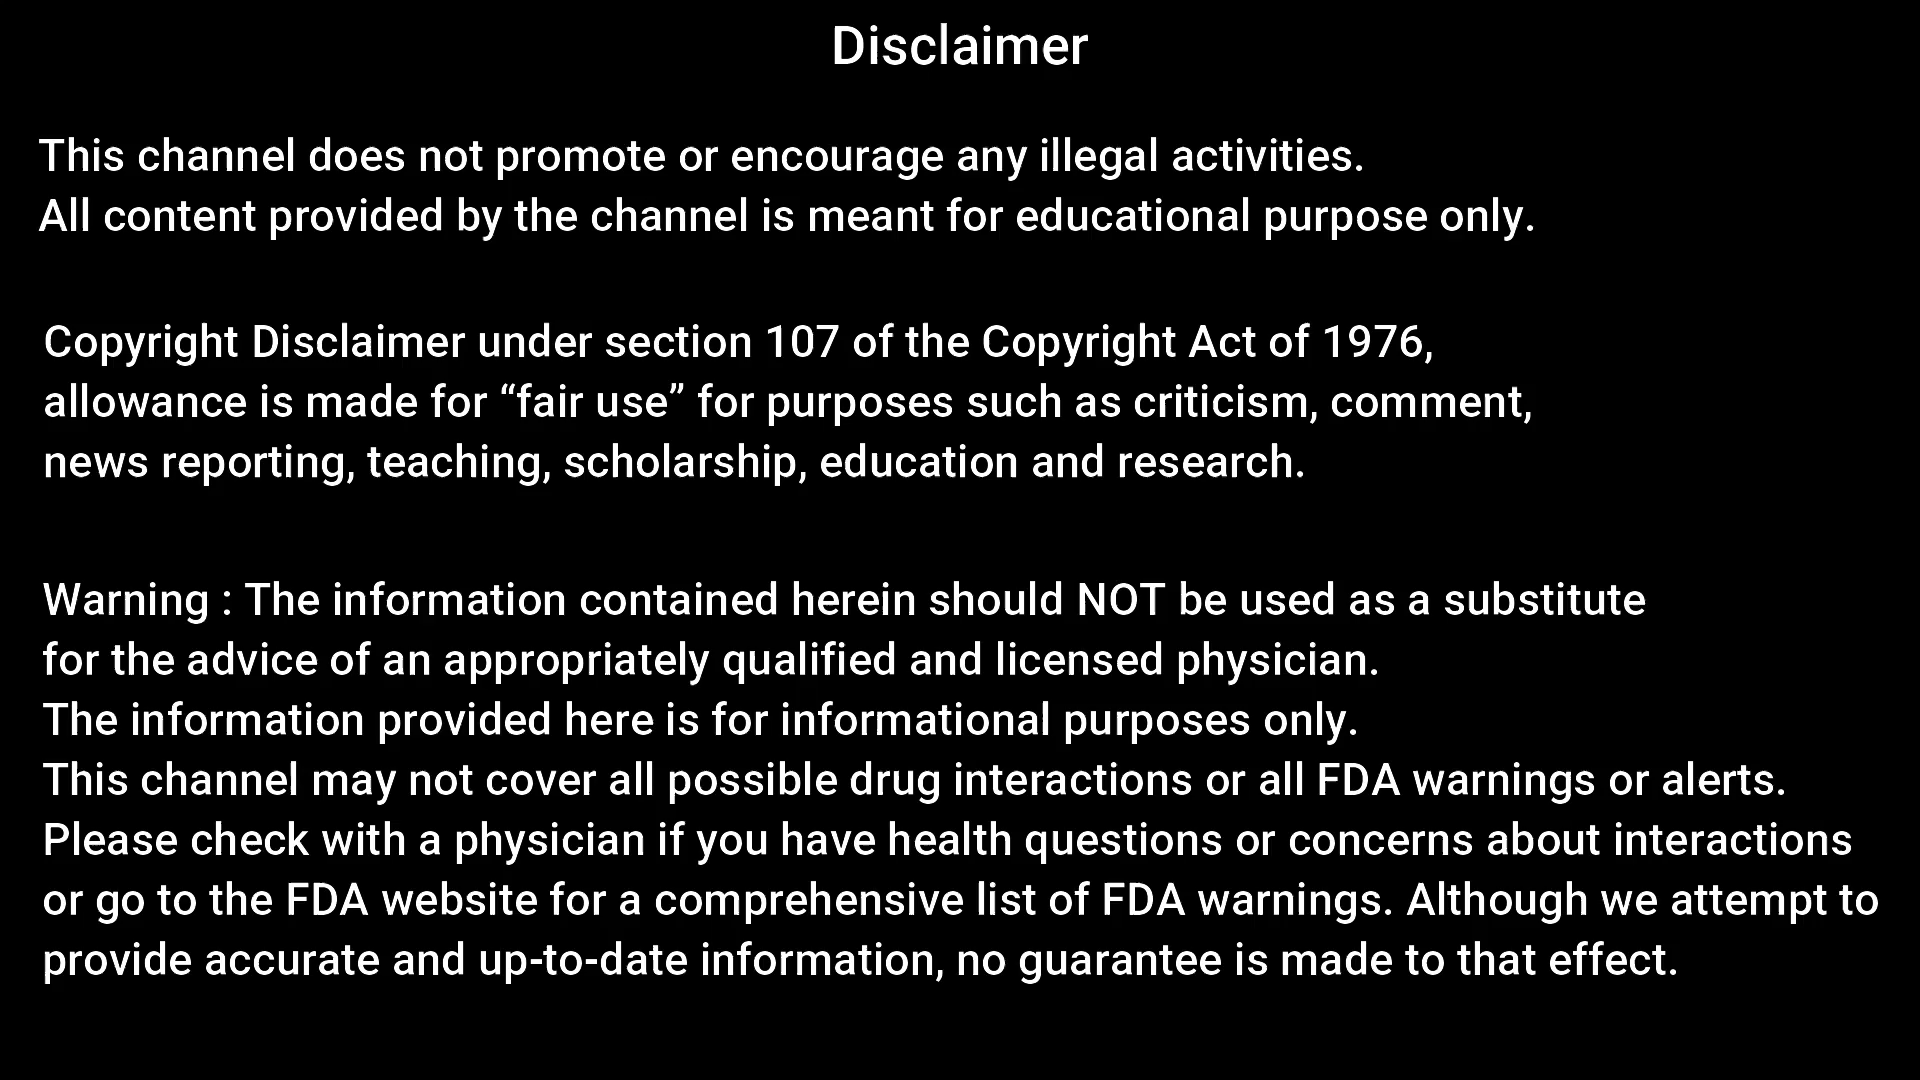 Disclaimer
This channel does not promote or encourage any illegal activities.
All content provided by the channel is meant for educational purpose only.
Copyright Disclaimer under section 107 of the Copyright Act of 1976,
allowance is made for “fair use” for purposes such as criticism, comment,
news reporting, teaching, scholarship, education and research.
Warning : The information contained herein should NOT be used as a substitute
for the advice of an appropriately qualified and licensed physician.
The information provided here is for informational purposes only.
This channel may not cover all possible drug interactions or all FDA warnings or alerts.
Please check with a physician if you have health questions or concerns about interactions
or go to the FDA website for a comprehensive list of FDA warnings. Although we attempt to
provide accurate and up-to-date information, no guarantee is made to that effect.